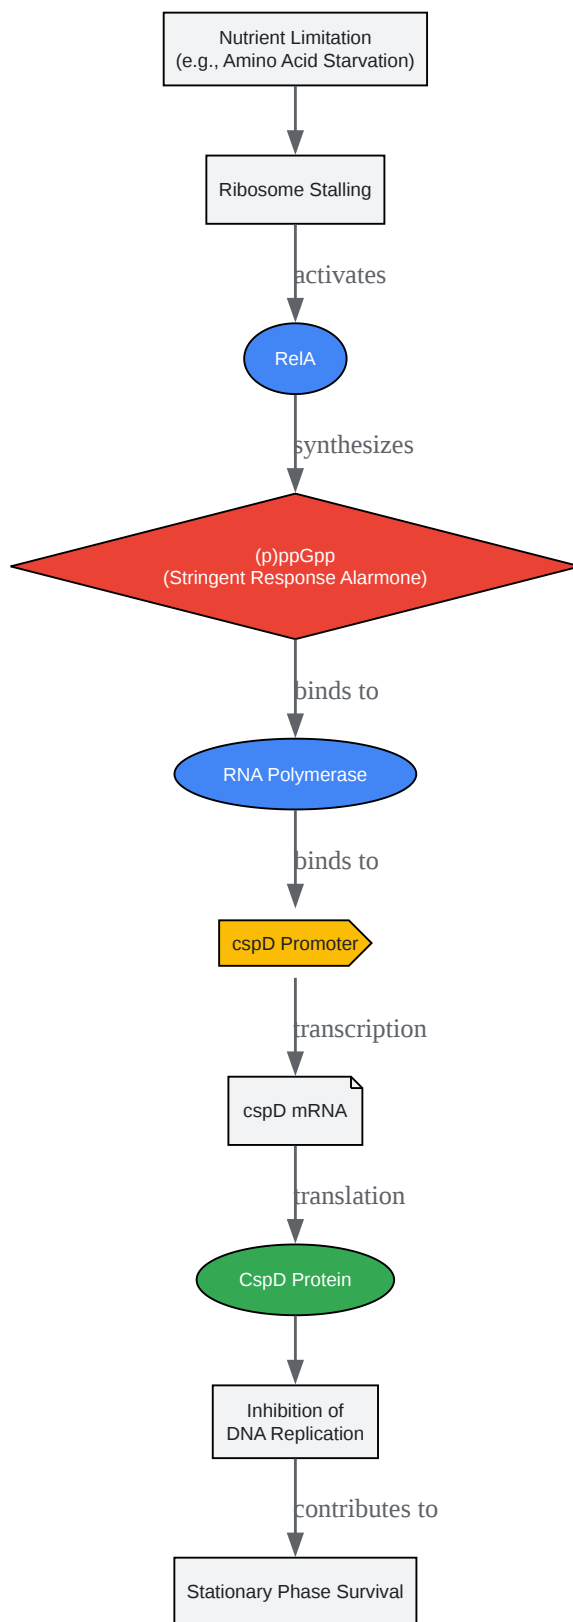 Nutrient Limitation
(e.g., Amino Acid Starvation)
Ribosome Stalling
activates
RelA
synthesizes
(p)ppGpp
(Stringent Response Alarmone)
binds to
RNA Polymerase
binds to
cspD Promoter
transcription
cspD mRNA
translation
CspD Protein
Inhibition of
DNA Replication
contributes to
Stationary Phase Survival